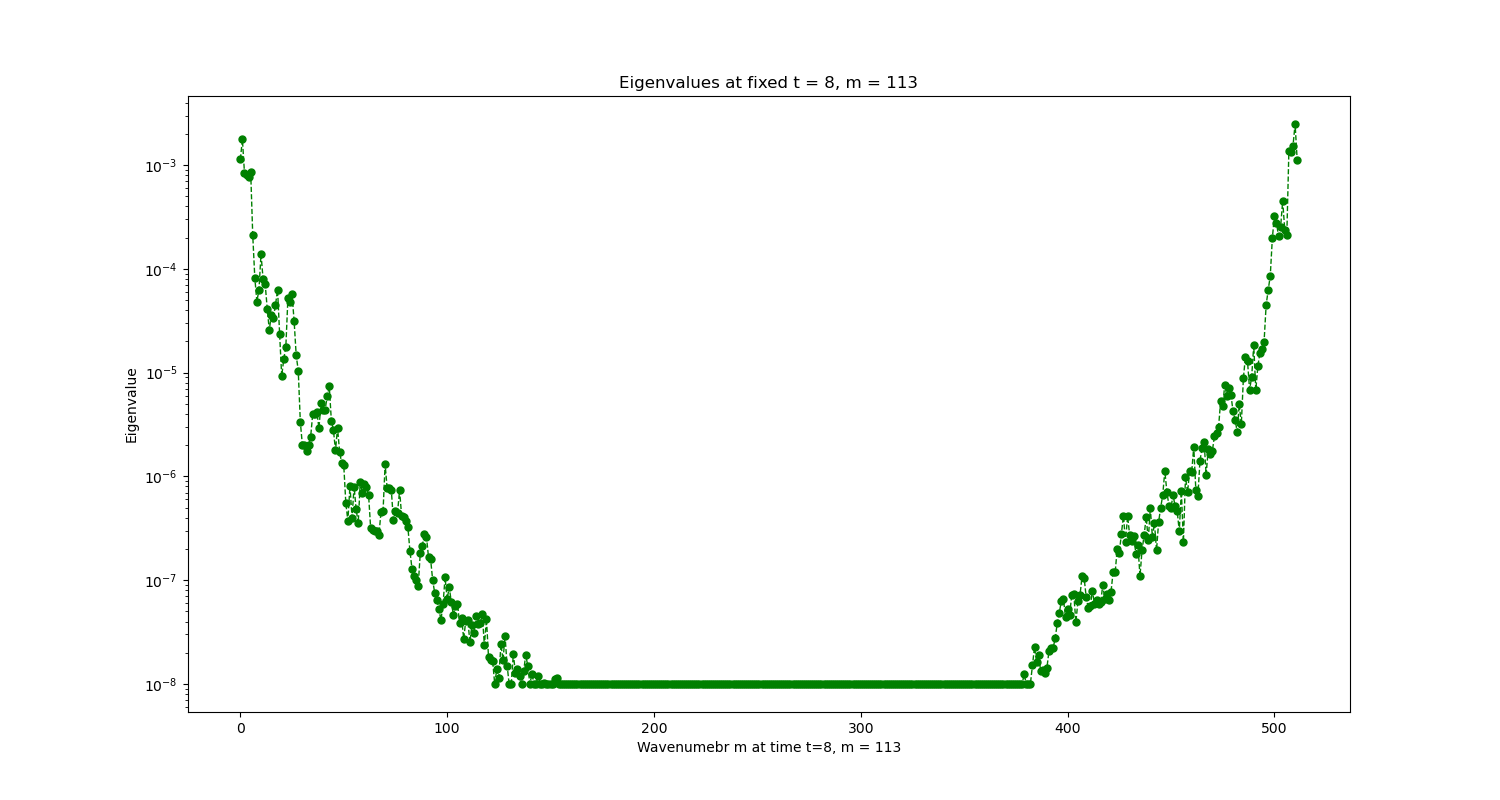 Eigenvalues at fixed t = 8, m = 113
10⁻³
10⁻⁴
10⁻⁵
10⁻⁶
10⁻⁷
10⁻⁸
Eigenvalue
0 100 200 300 400 500
Wavenumebr m at time t=8, m = 113